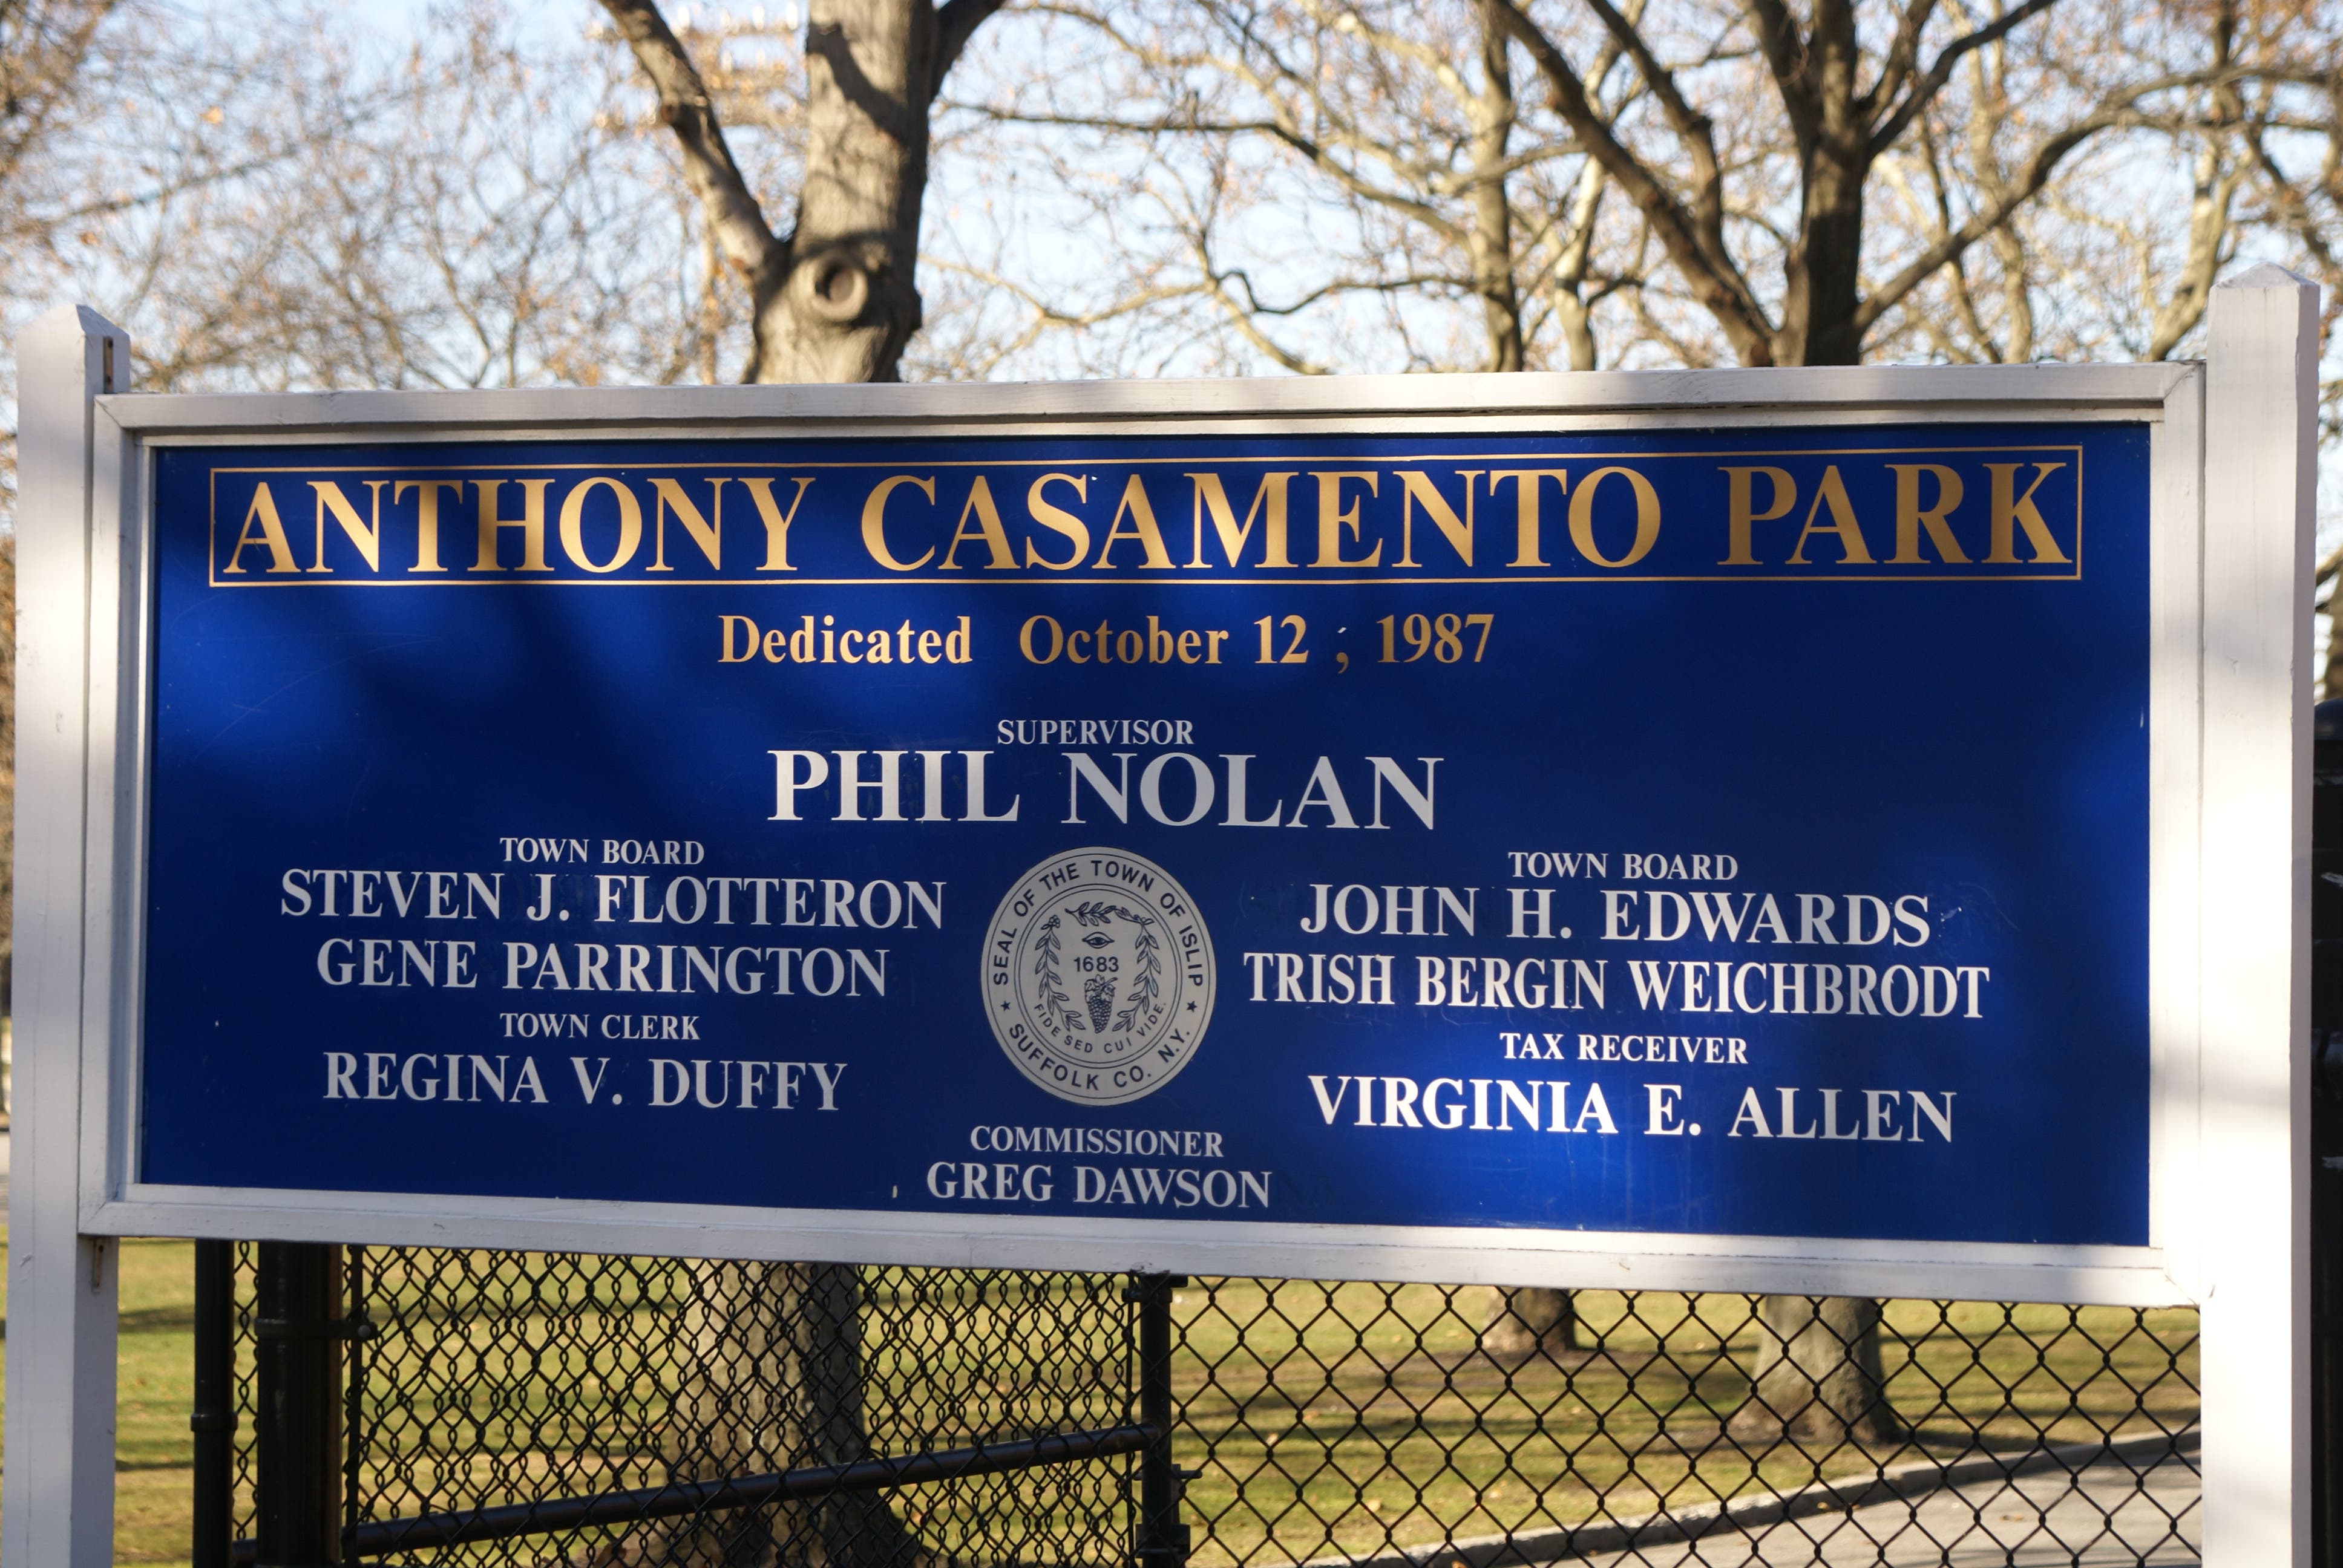 ANTHONY CASAMENTO PARK
Dedicated October 12 ; 1987
SUPERVISOR
PHIL NOLAN
TOWN BOARD
STEVEN J. FLOTTERON
GENE PARRINGTON
TOWN CLERK
REGINA V. DUFFY
SEAL OF THE TOWN OF ISLIP
1683
FIDE SED CUI VIDE.
★ SUFFOLK CO. N.Y. ★
TOWN BOARD
JOHN H. EDWARDS
TRISH BERGIN WEICHBRODT
TAX RECEIVER
VIRGINIA E. ALLEN
COMMISSIONER
GREG DAWSON